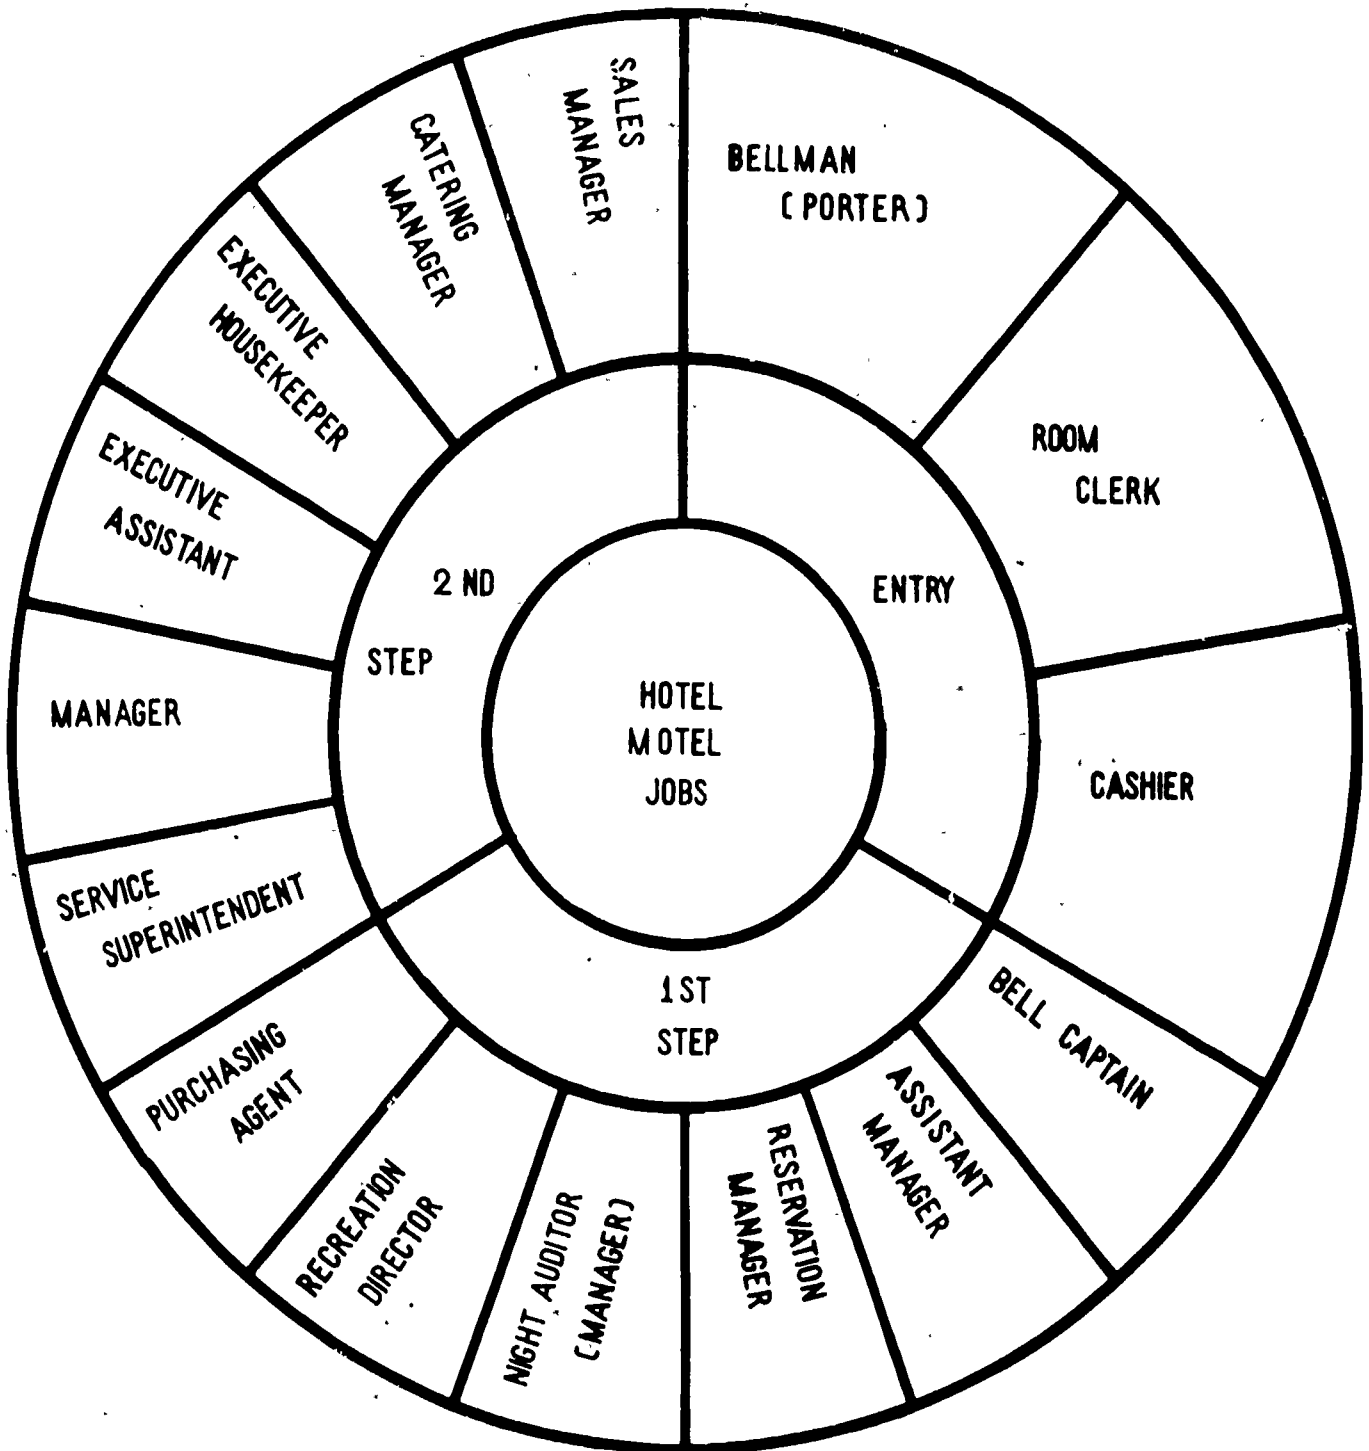 HOTEL
MOTEL
JOBS
ENTRY
BELLMAN
(PORTER)
ROOM
CLERK
CASHIER
1ST
STEP
BELL CAPTAIN
ASSISTANT
MANAGER
RESERVATION
MANAGER
NIGHT AUDITOR
(MANAGER)
RECREATION
DIRECTOR
PURCHASING
AGENT
2 ND
STEP
SERVICE
SUPERINTENDENT
MANAGER
EXECUTIVE
ASSISTANT
EXECUTIVE
HOUSEKEEPER
CATERING
MANAGER
SALES
MANAGER